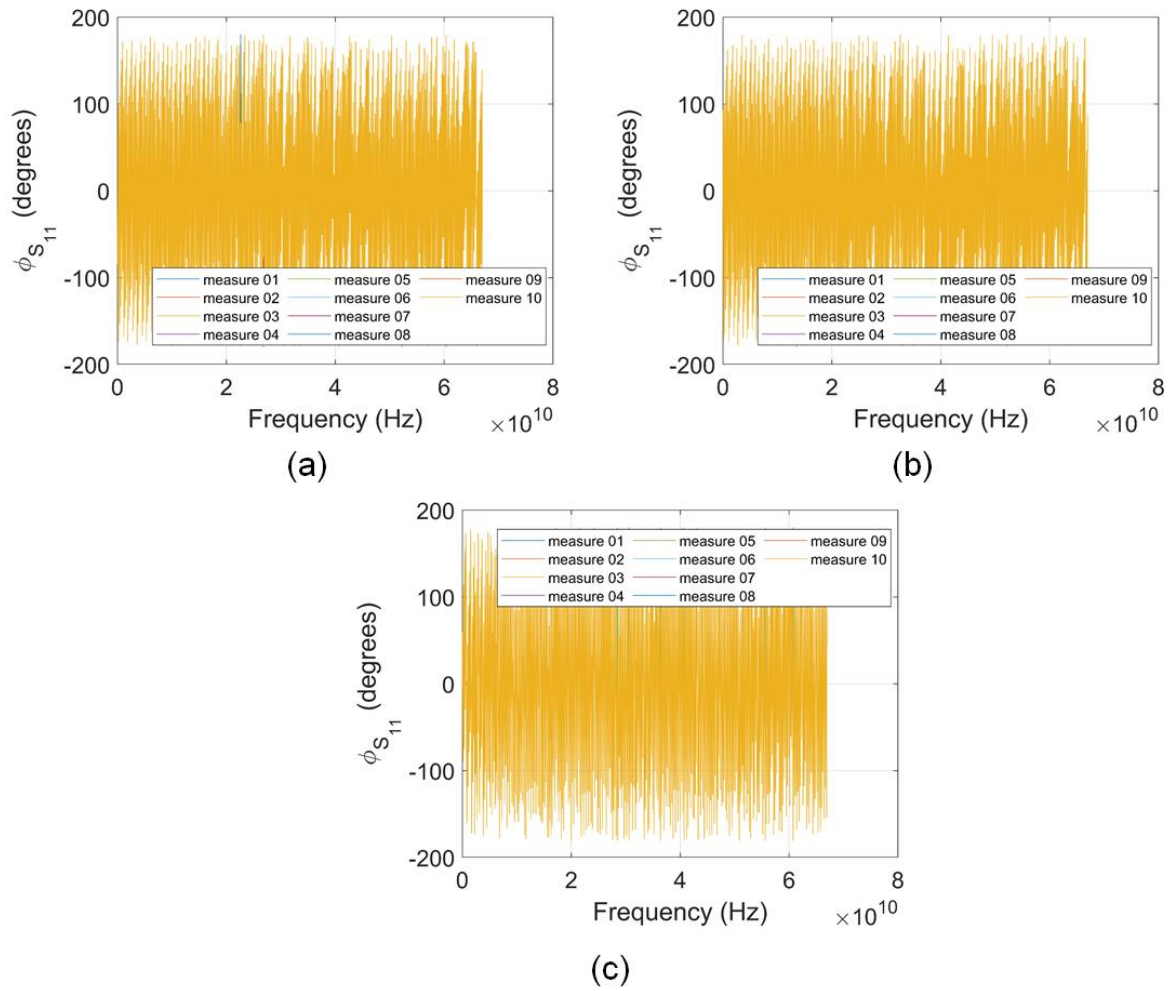 200
100
0
-100
-200
ϕ S11 (degrees)
measure 01 measure 05 measure 09
measure 02 measure 06 measure 10
measure 03 measure 07
measure 04 measure 08
0 2 4 6 8
Frequency (Hz) ×10^10
(a)
200
100
0
-100
-200
ϕ S11 (degrees)
measure 01 measure 05 measure 09
measure 02 measure 06 measure 10
measure 03 measure 07
measure 04 measure 08
0 2 4 6 8
Frequency (Hz) ×10^10
(b)
200
100
0
-100
-200
ϕ S11 (degrees)
measure 01 measure 05 measure 09
measure 02 measure 06 measure 10
measure 03 measure 07
measure 04 measure 08
0 2 4 6 8
Frequency (Hz) ×10^10
(c)